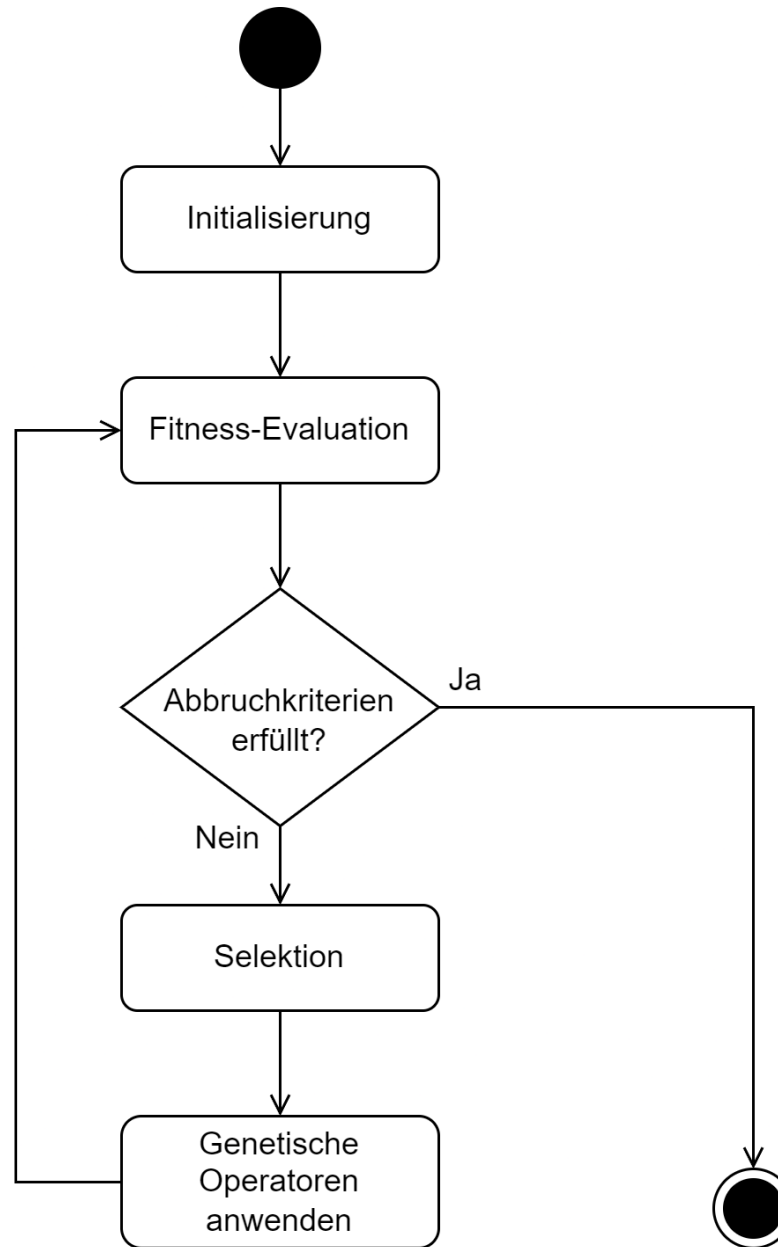 Initialisierung
Fitness-Evaluation
Abbruchkriterien
erfüllt?
Ja
Nein
Selektion
Genetische
Operatoren
anwenden